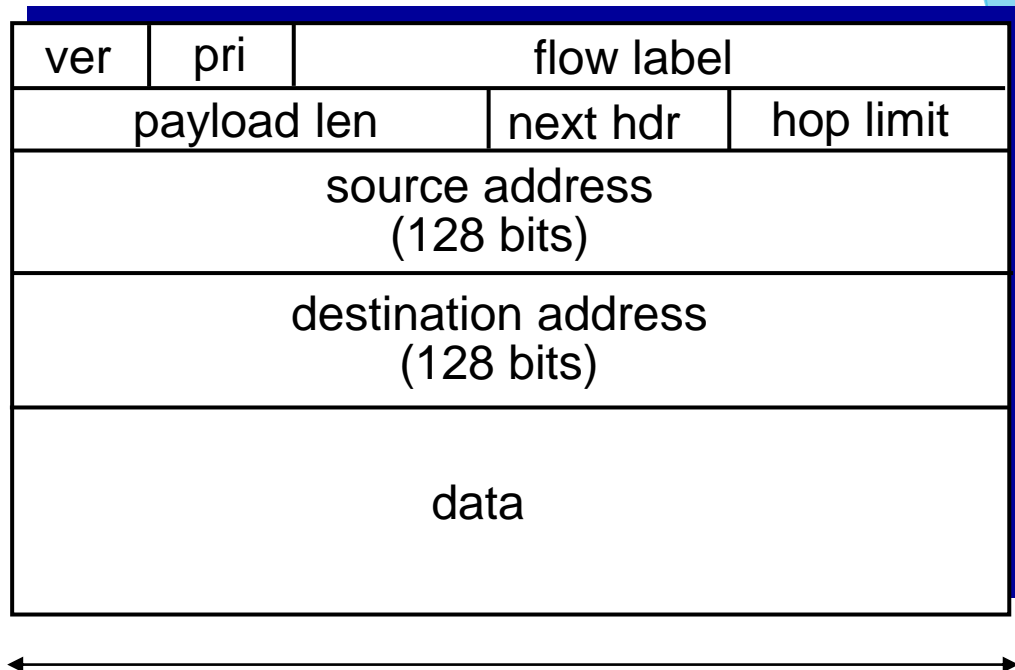 ver pri flow label
payload len next hdr hop limit
source address
(128 bits)
destination address
(128 bits)
data